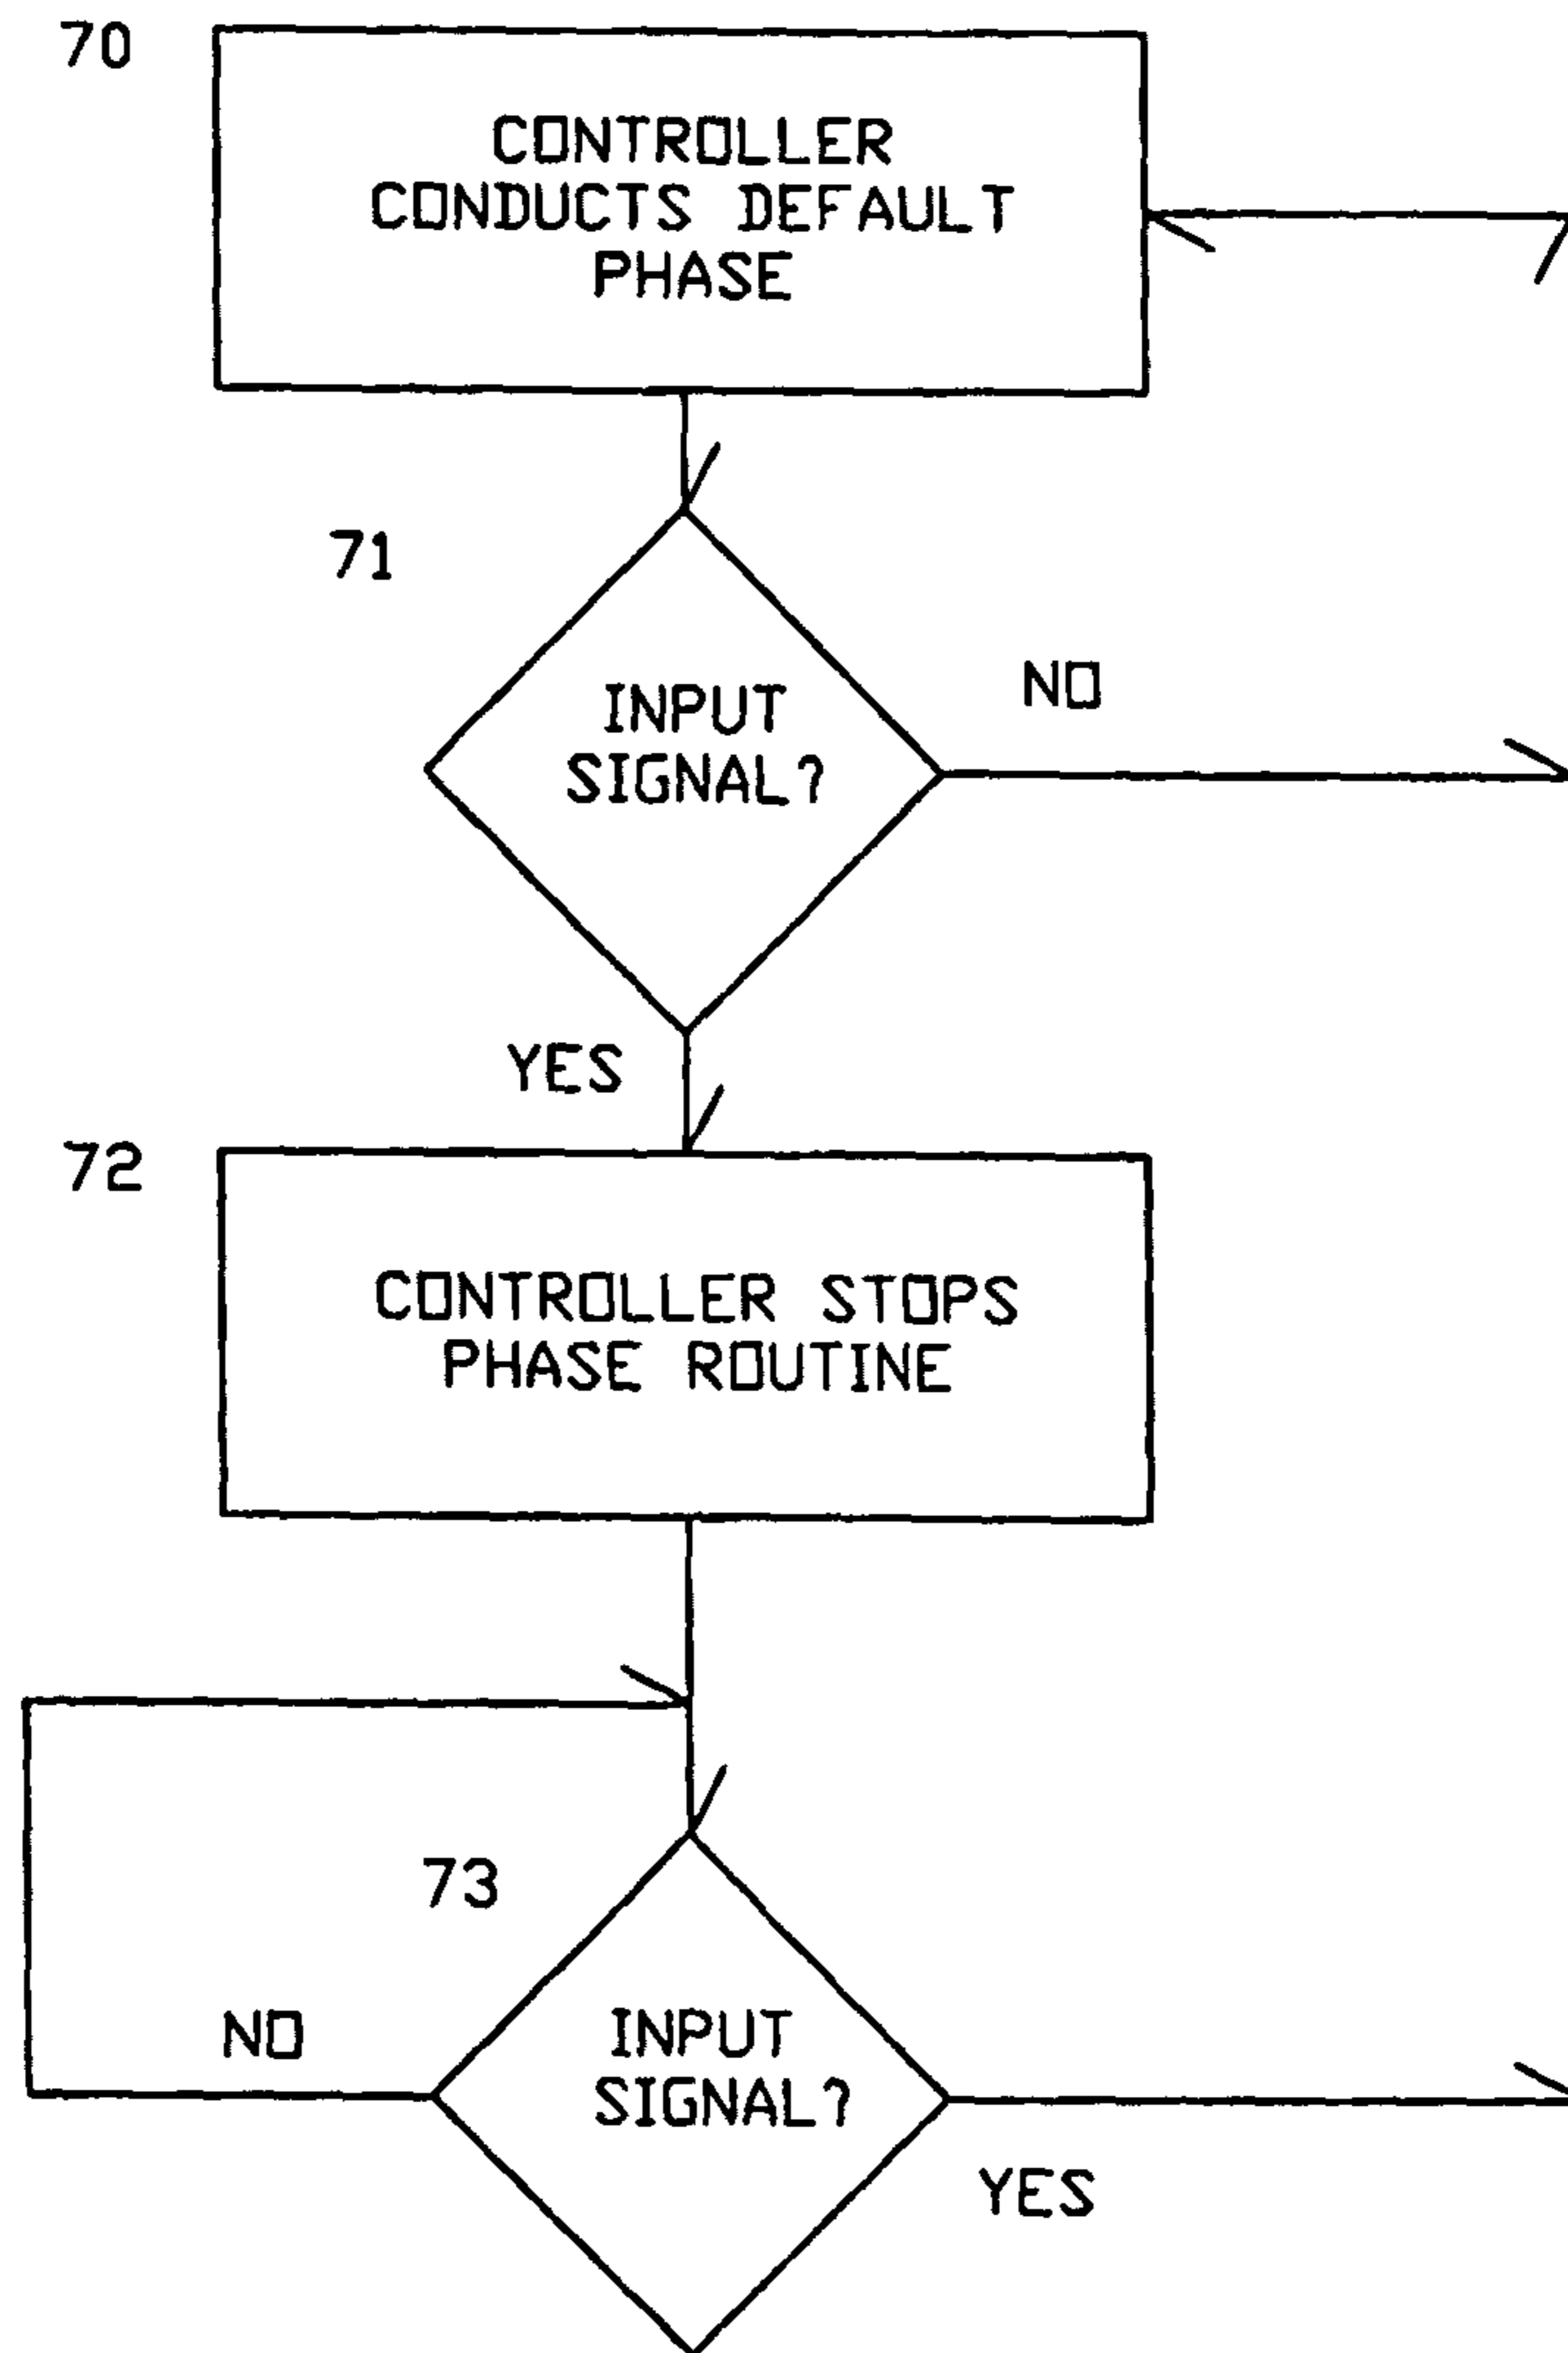 70
CONTROLLER
CONDUCTS DEFAULT
PHASE
71
INPUT
SIGNAL?
NO
YES
72
CONTROLLER STOPS
PHASE ROUTINE
73
NO
INPUT
SIGNAL?
YES